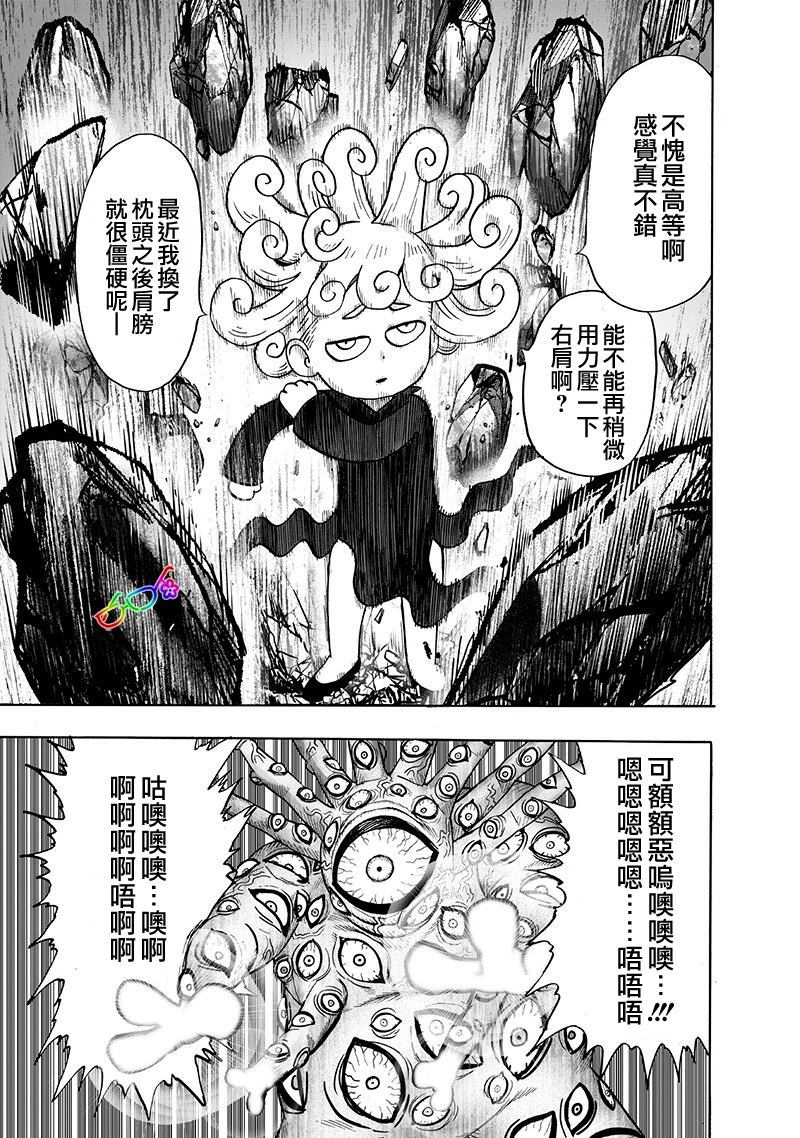 不愧是高等啊
感覺真不錯
能不能再稍微
用力壓一下
右肩啊?
最近我換了
枕頭之後肩膀
就很僵硬呢ー
可額額惡嗚噢噢噢…!!!
嗯嗯嗯嗯嗯……唔唔唔
咕噢噢噢…噢啊
啊啊啊啊唔啊啊